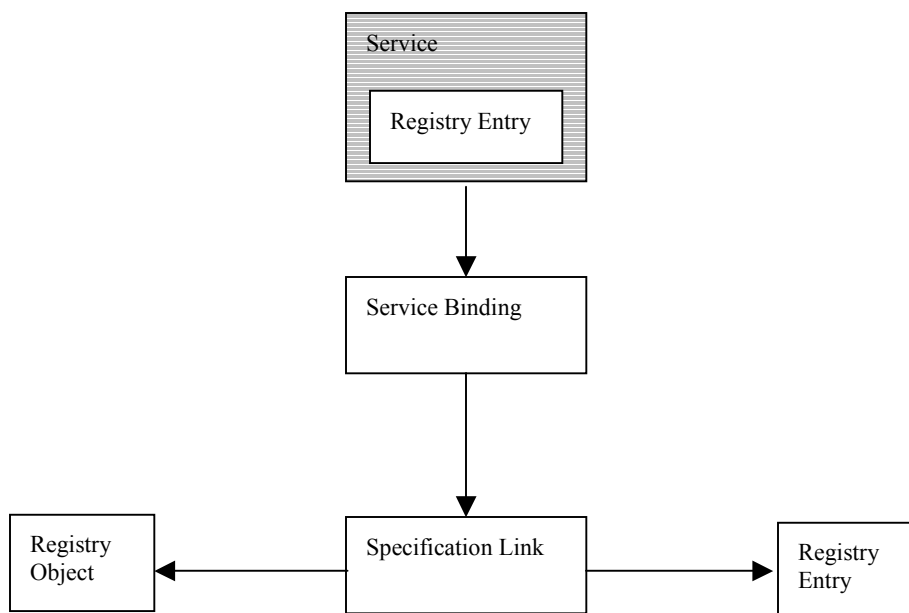 Service
Registry Entry
Service Binding
Registry
Object
Specification Link
Registry
Entry